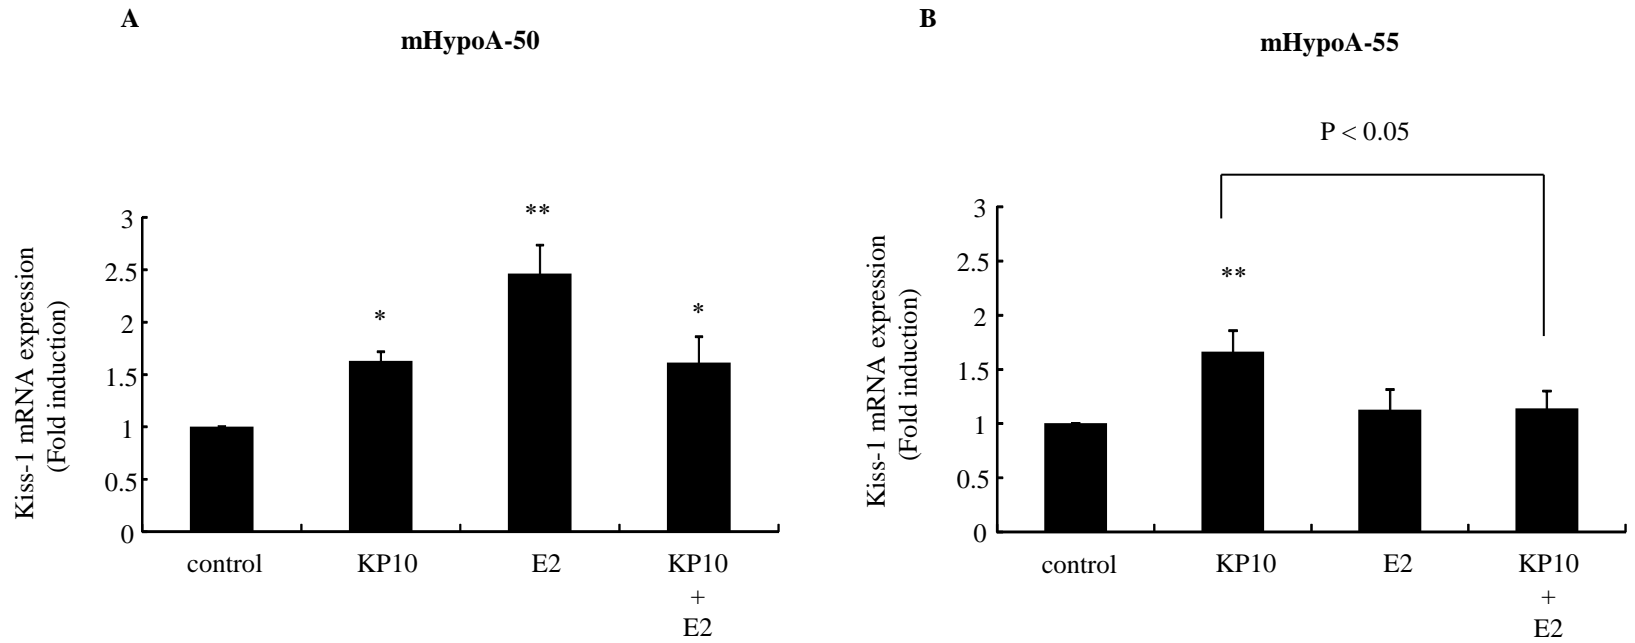 A
mHypoA-50
Kiss-1 mRNA expression
(Fold induction)
3
2.5
2
1.5
1
0.5
0
*
**
*
control KP10 E2 KP10
+
E2
B
mHypoA-55
P < 0.05
Kiss-1 mRNA expression
(Fold induction)
3
2.5
2
1.5
1
0.5
0
**
control KP10 E2 KP10
+
E2